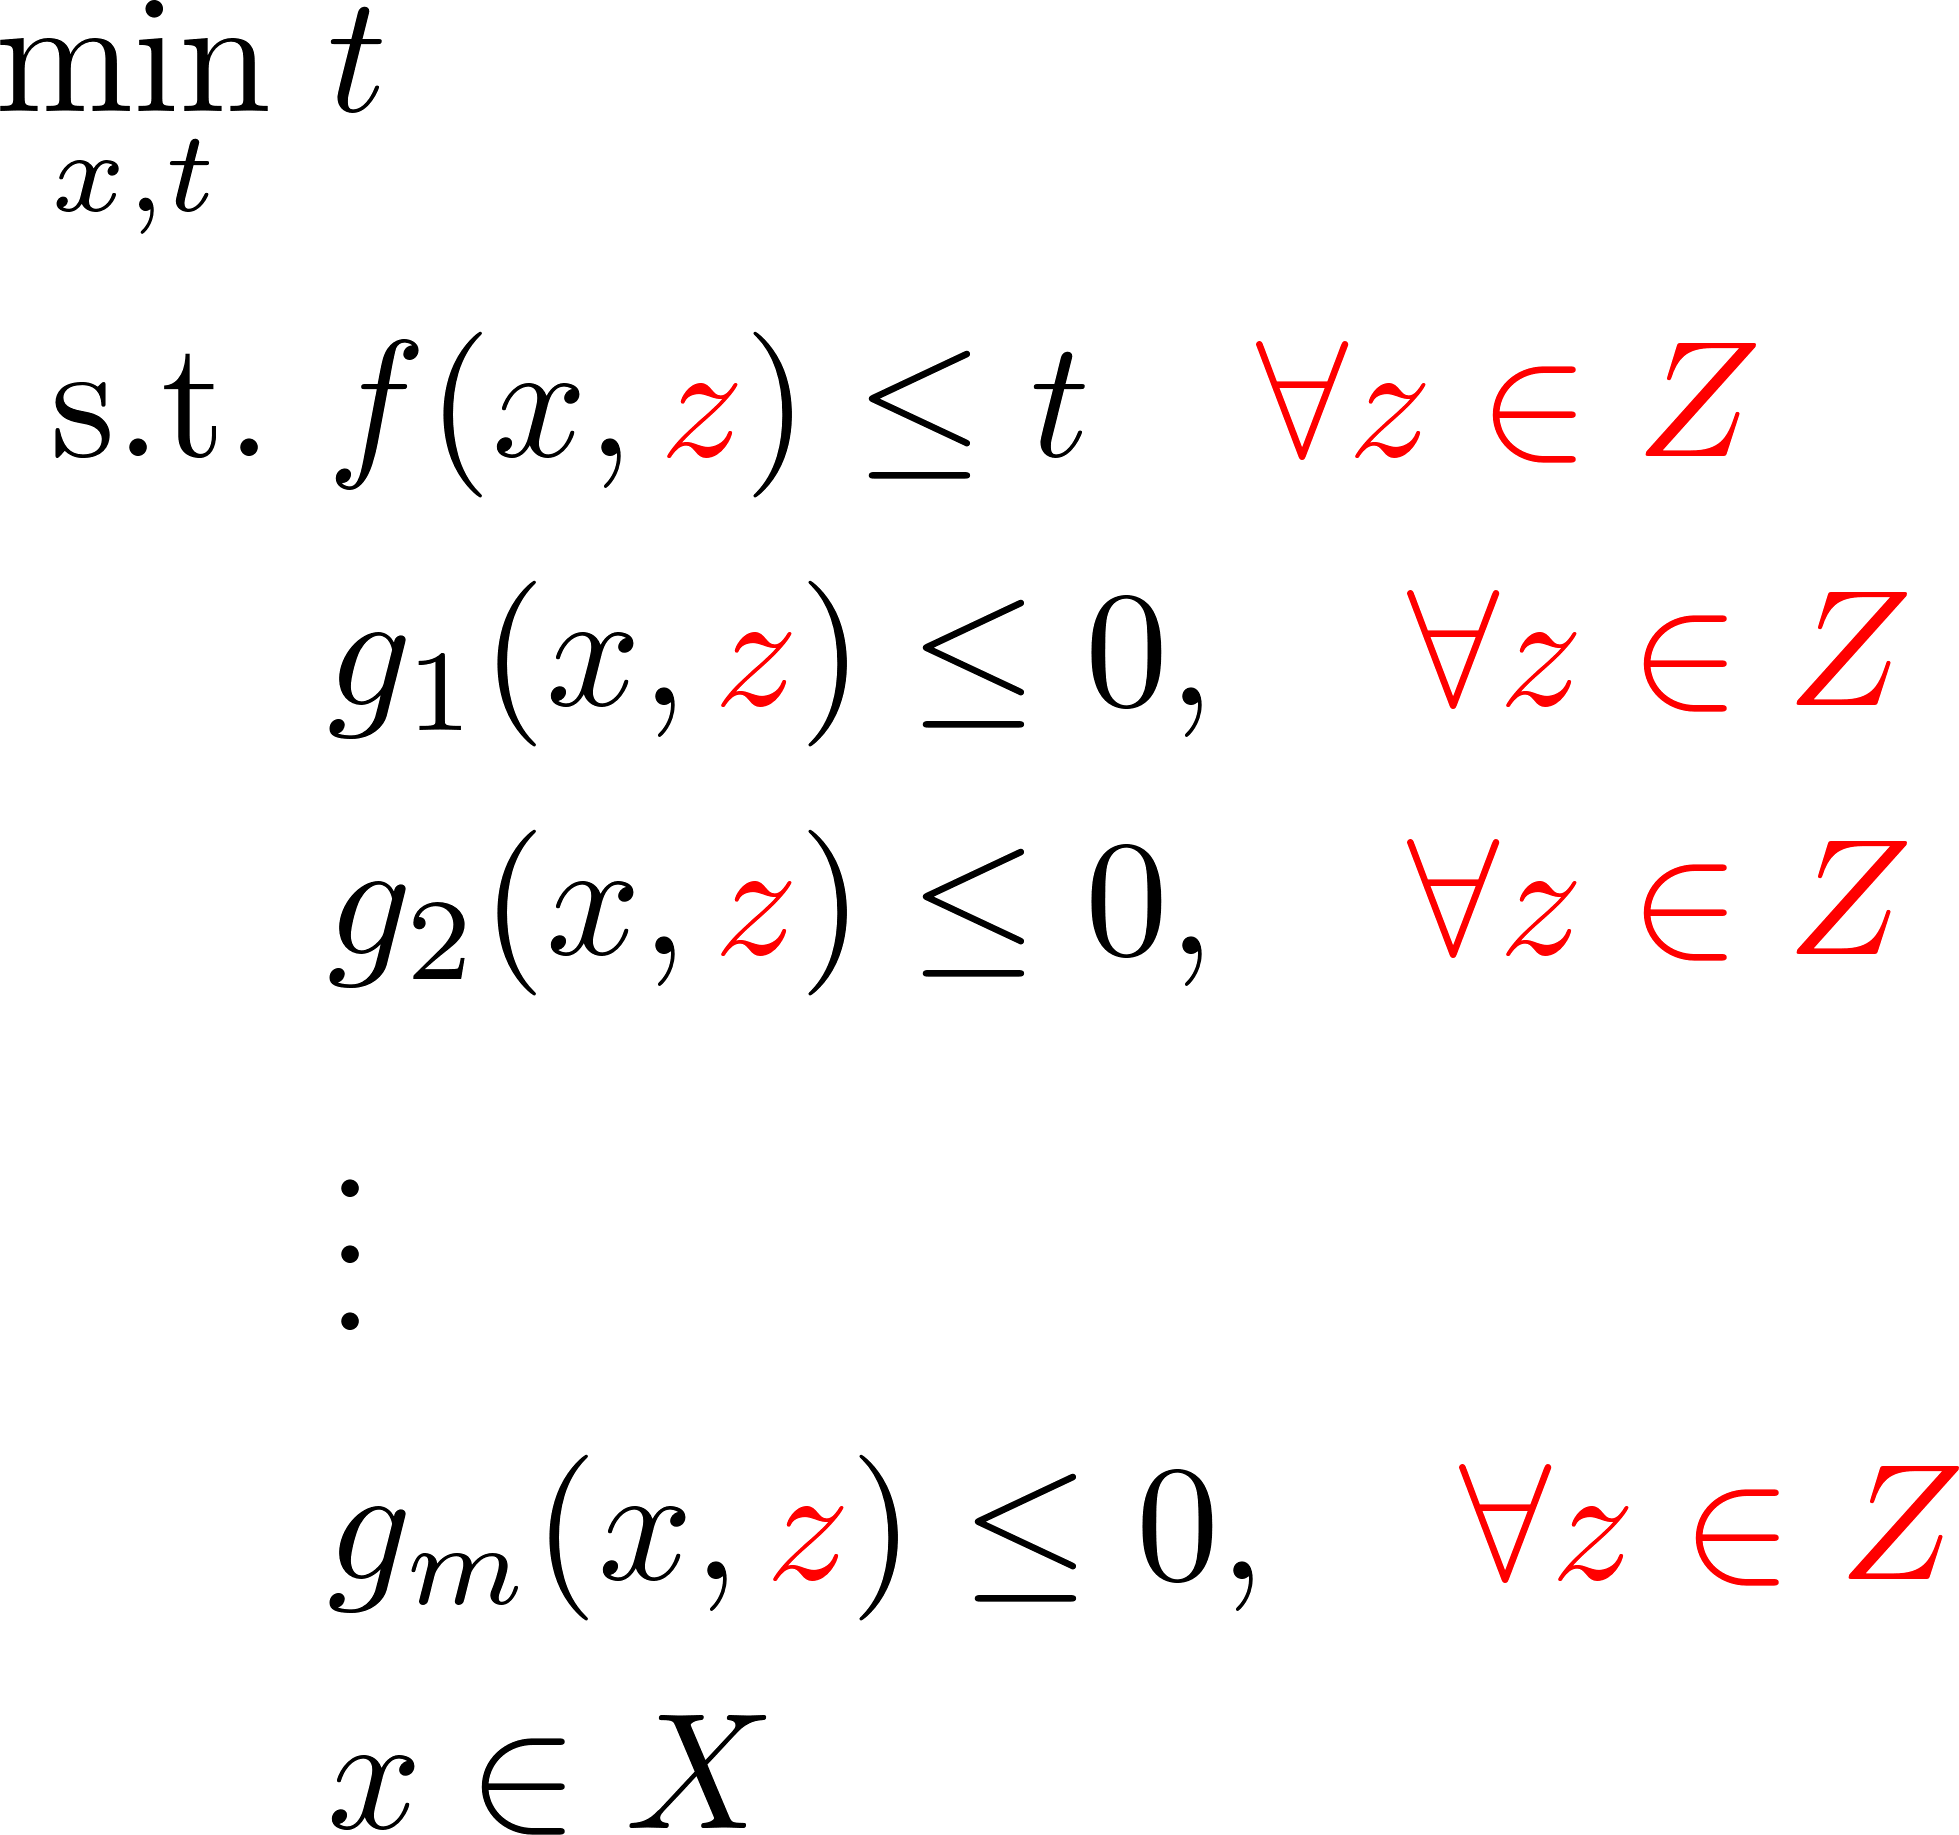 min t
x,t
s.t. f(x, z) ≤ t ∀z ∈ Z
g₁(x, z) ≤ 0, ∀z ∈ Z
g₂(x, z) ≤ 0, ∀z ∈ Z
⋮
gₘ(x, z) ≤ 0, ∀z ∈ Z
x ∈ X